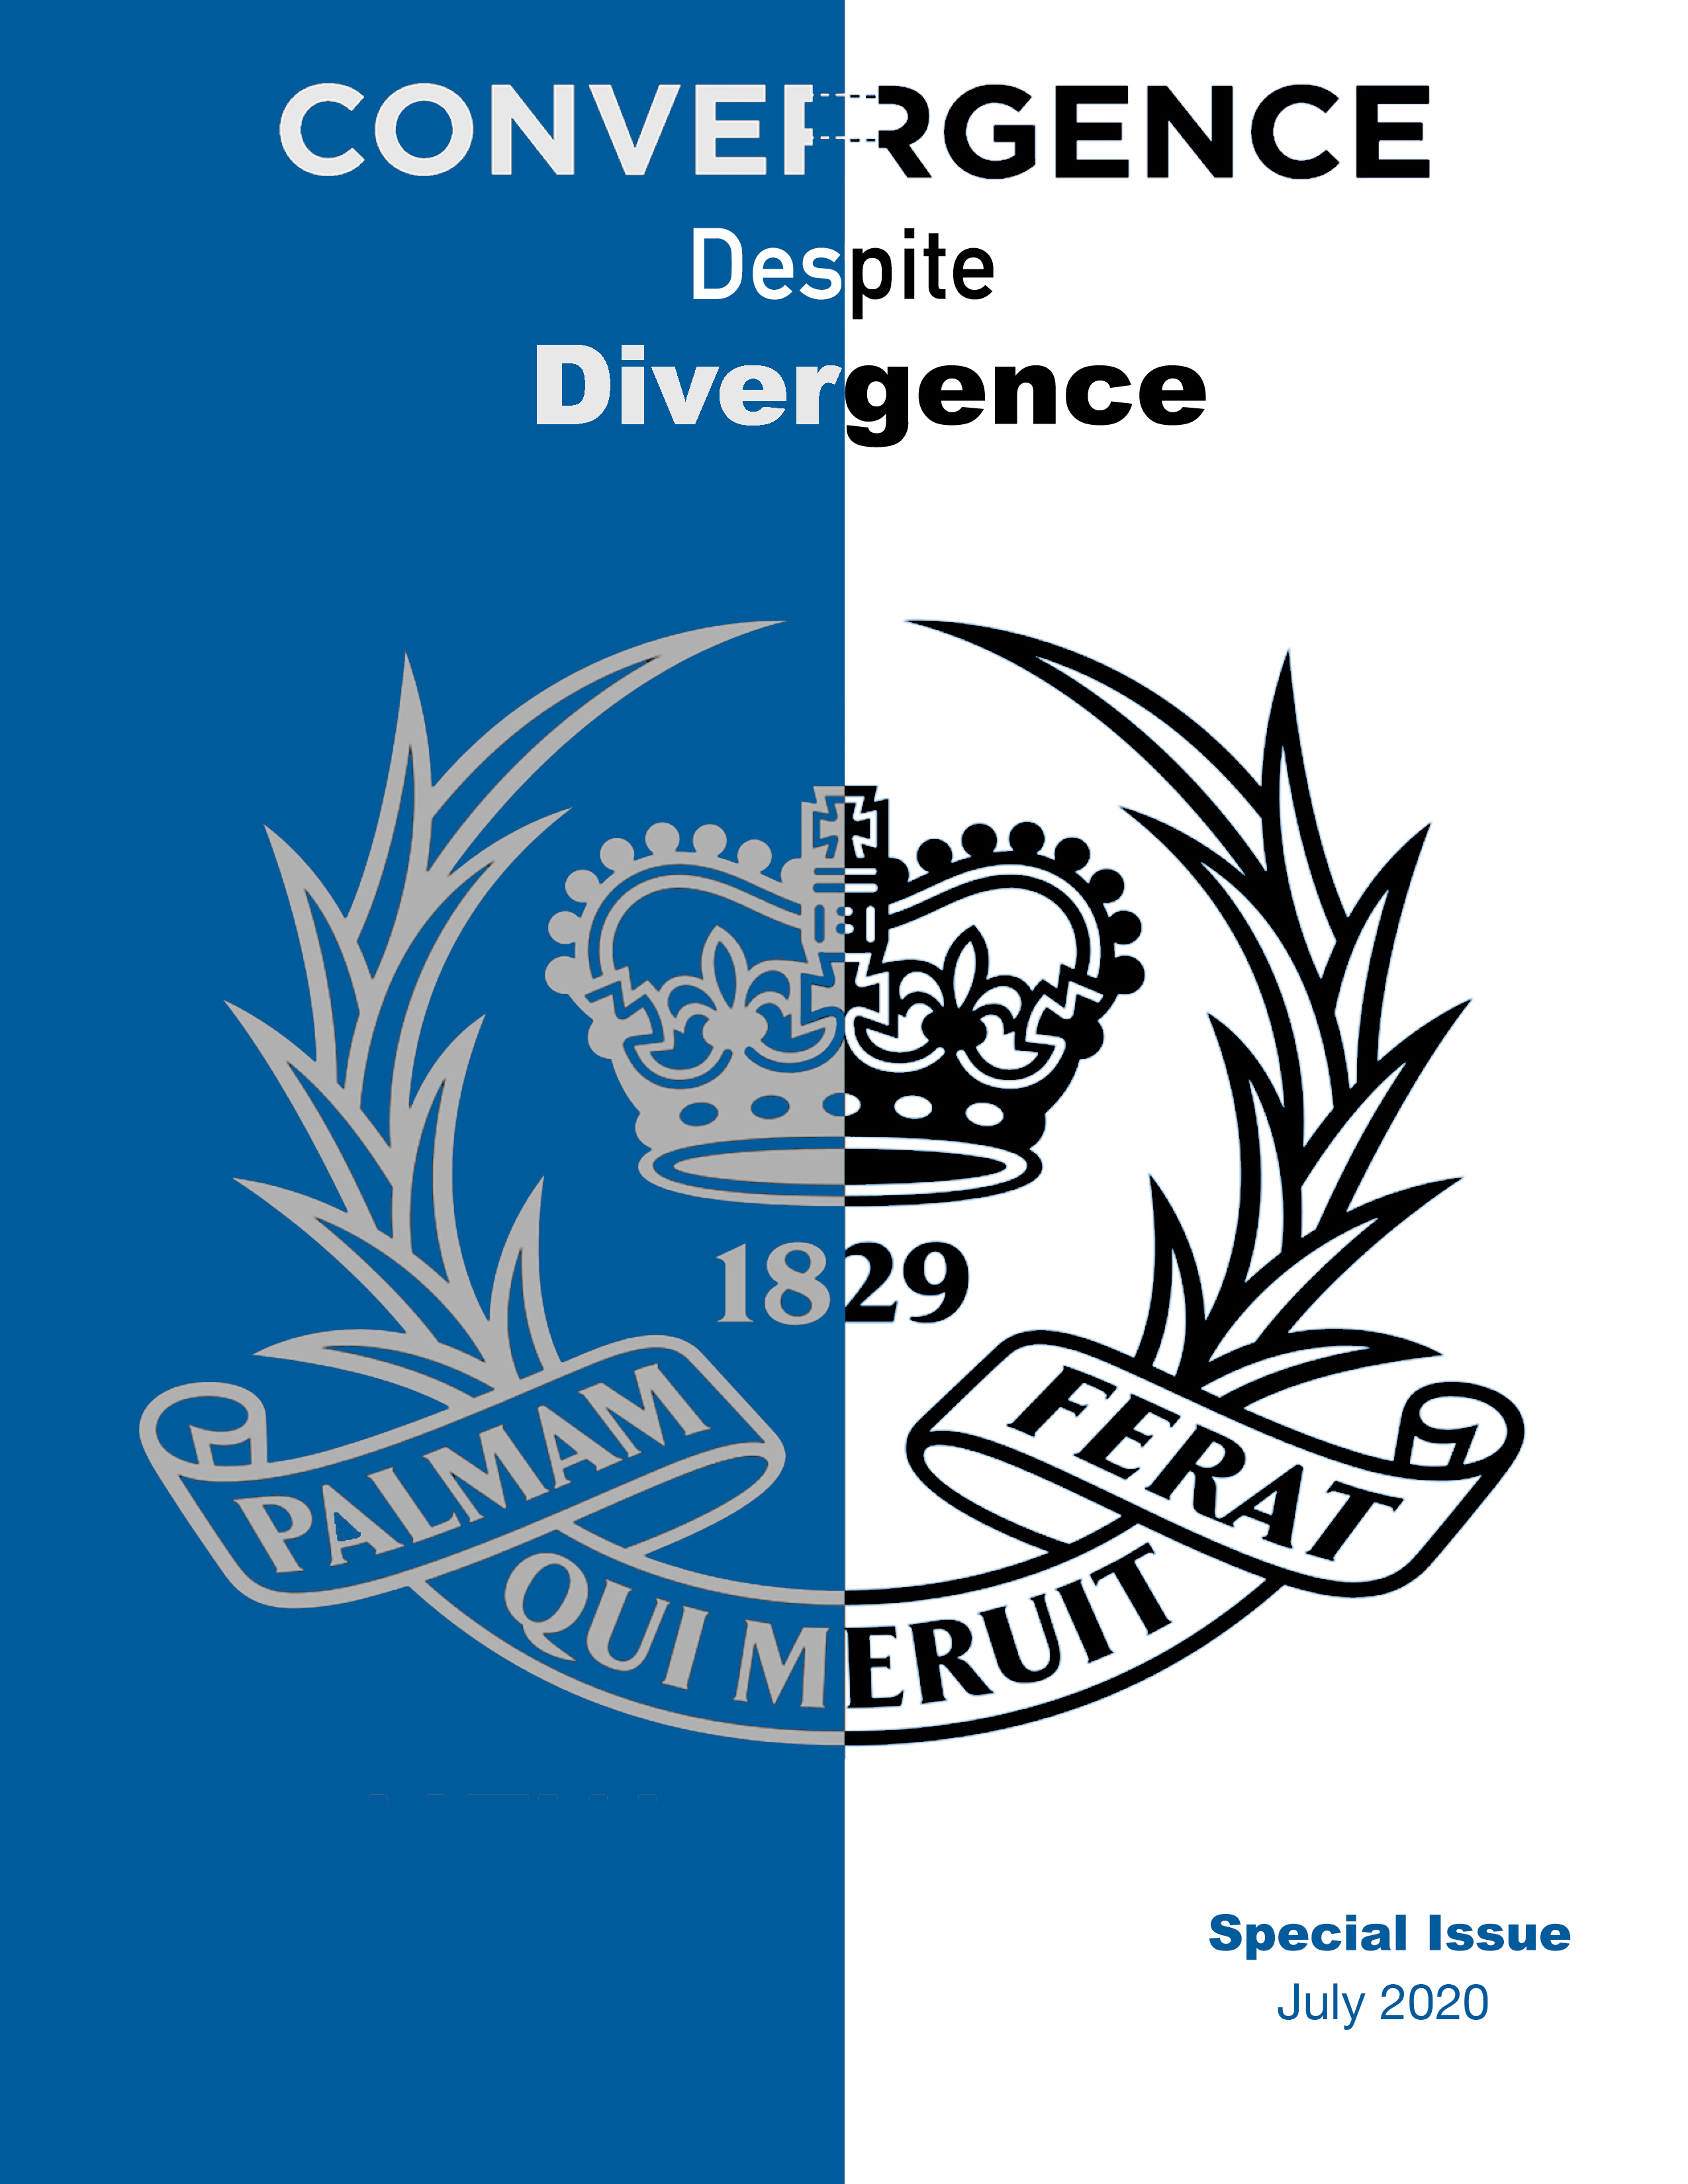 CONVERGENCE
Despite
Divergence
1829
PALMAM
FERAT
QUI MERUIT
Special Issue
July 2020